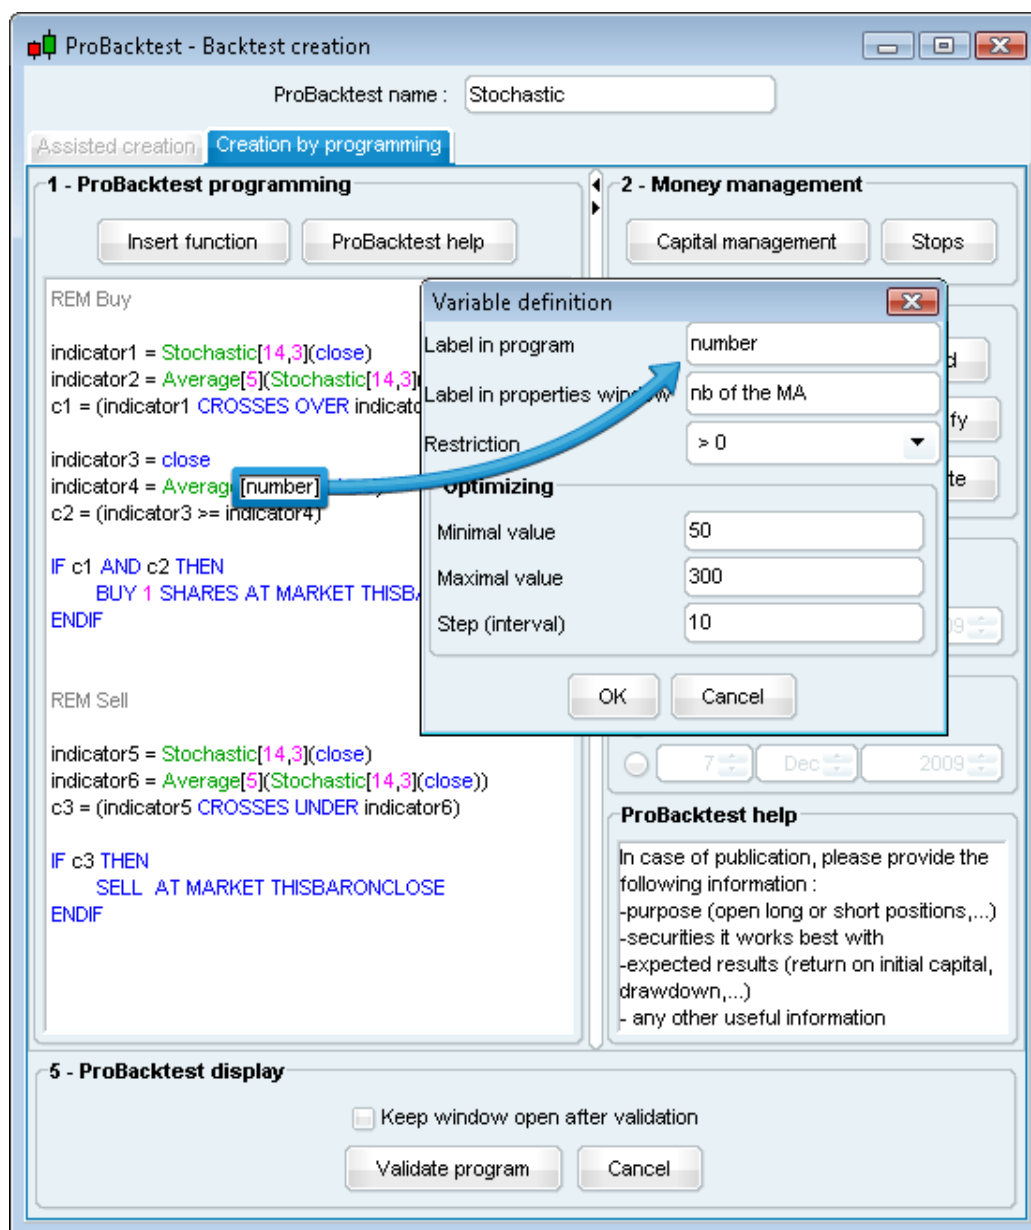 ProBacktest - Backtest creation
ProBacktest name : Stochastic
Assisted creation Creation by programming
1 - ProBacktest programming
Insert function ProBacktest help
REM Buy
indicator1 = Stochastic[14,3](close)
indicator2 = Average[5](Stochastic[14,3]
c1 = (indicator1 CROSSES OVER
indicator3 = close
indicator4 = [number]
c2 = (indicator3 >= indicator4)
IF c1 AND c2 THEN
BUY 1 SHARES AT MARKET
ENDIF
REM Sell
indicator5 = Stochastic[14,3](close)
indicator6 = Average[5](Stochastic[14,3](close))
c3 = (indicator5 CROSSES UNDER indicator6)
IF c3 THEN
SELL AT MARKET THISBARONCLOSE
ENDIF
2 - Money management
Capital management Stops
Variable definition
Label in program number
Label in properties window nb of the MA
Restriction > 0
Optimizing
Minimal value 50
Maximal value 300
Step (interval) 10
OK Cancel
7 Dec 2009
ProBacktest help
In case of publication, please provide the
following information :
-purpose (open long or short positions,...)
-securities it works best with
-expected results (return on initial capital,
drawdown,...)
- any other useful information
5 - ProBacktest display
Keep window open after validation
Validate program Cancel